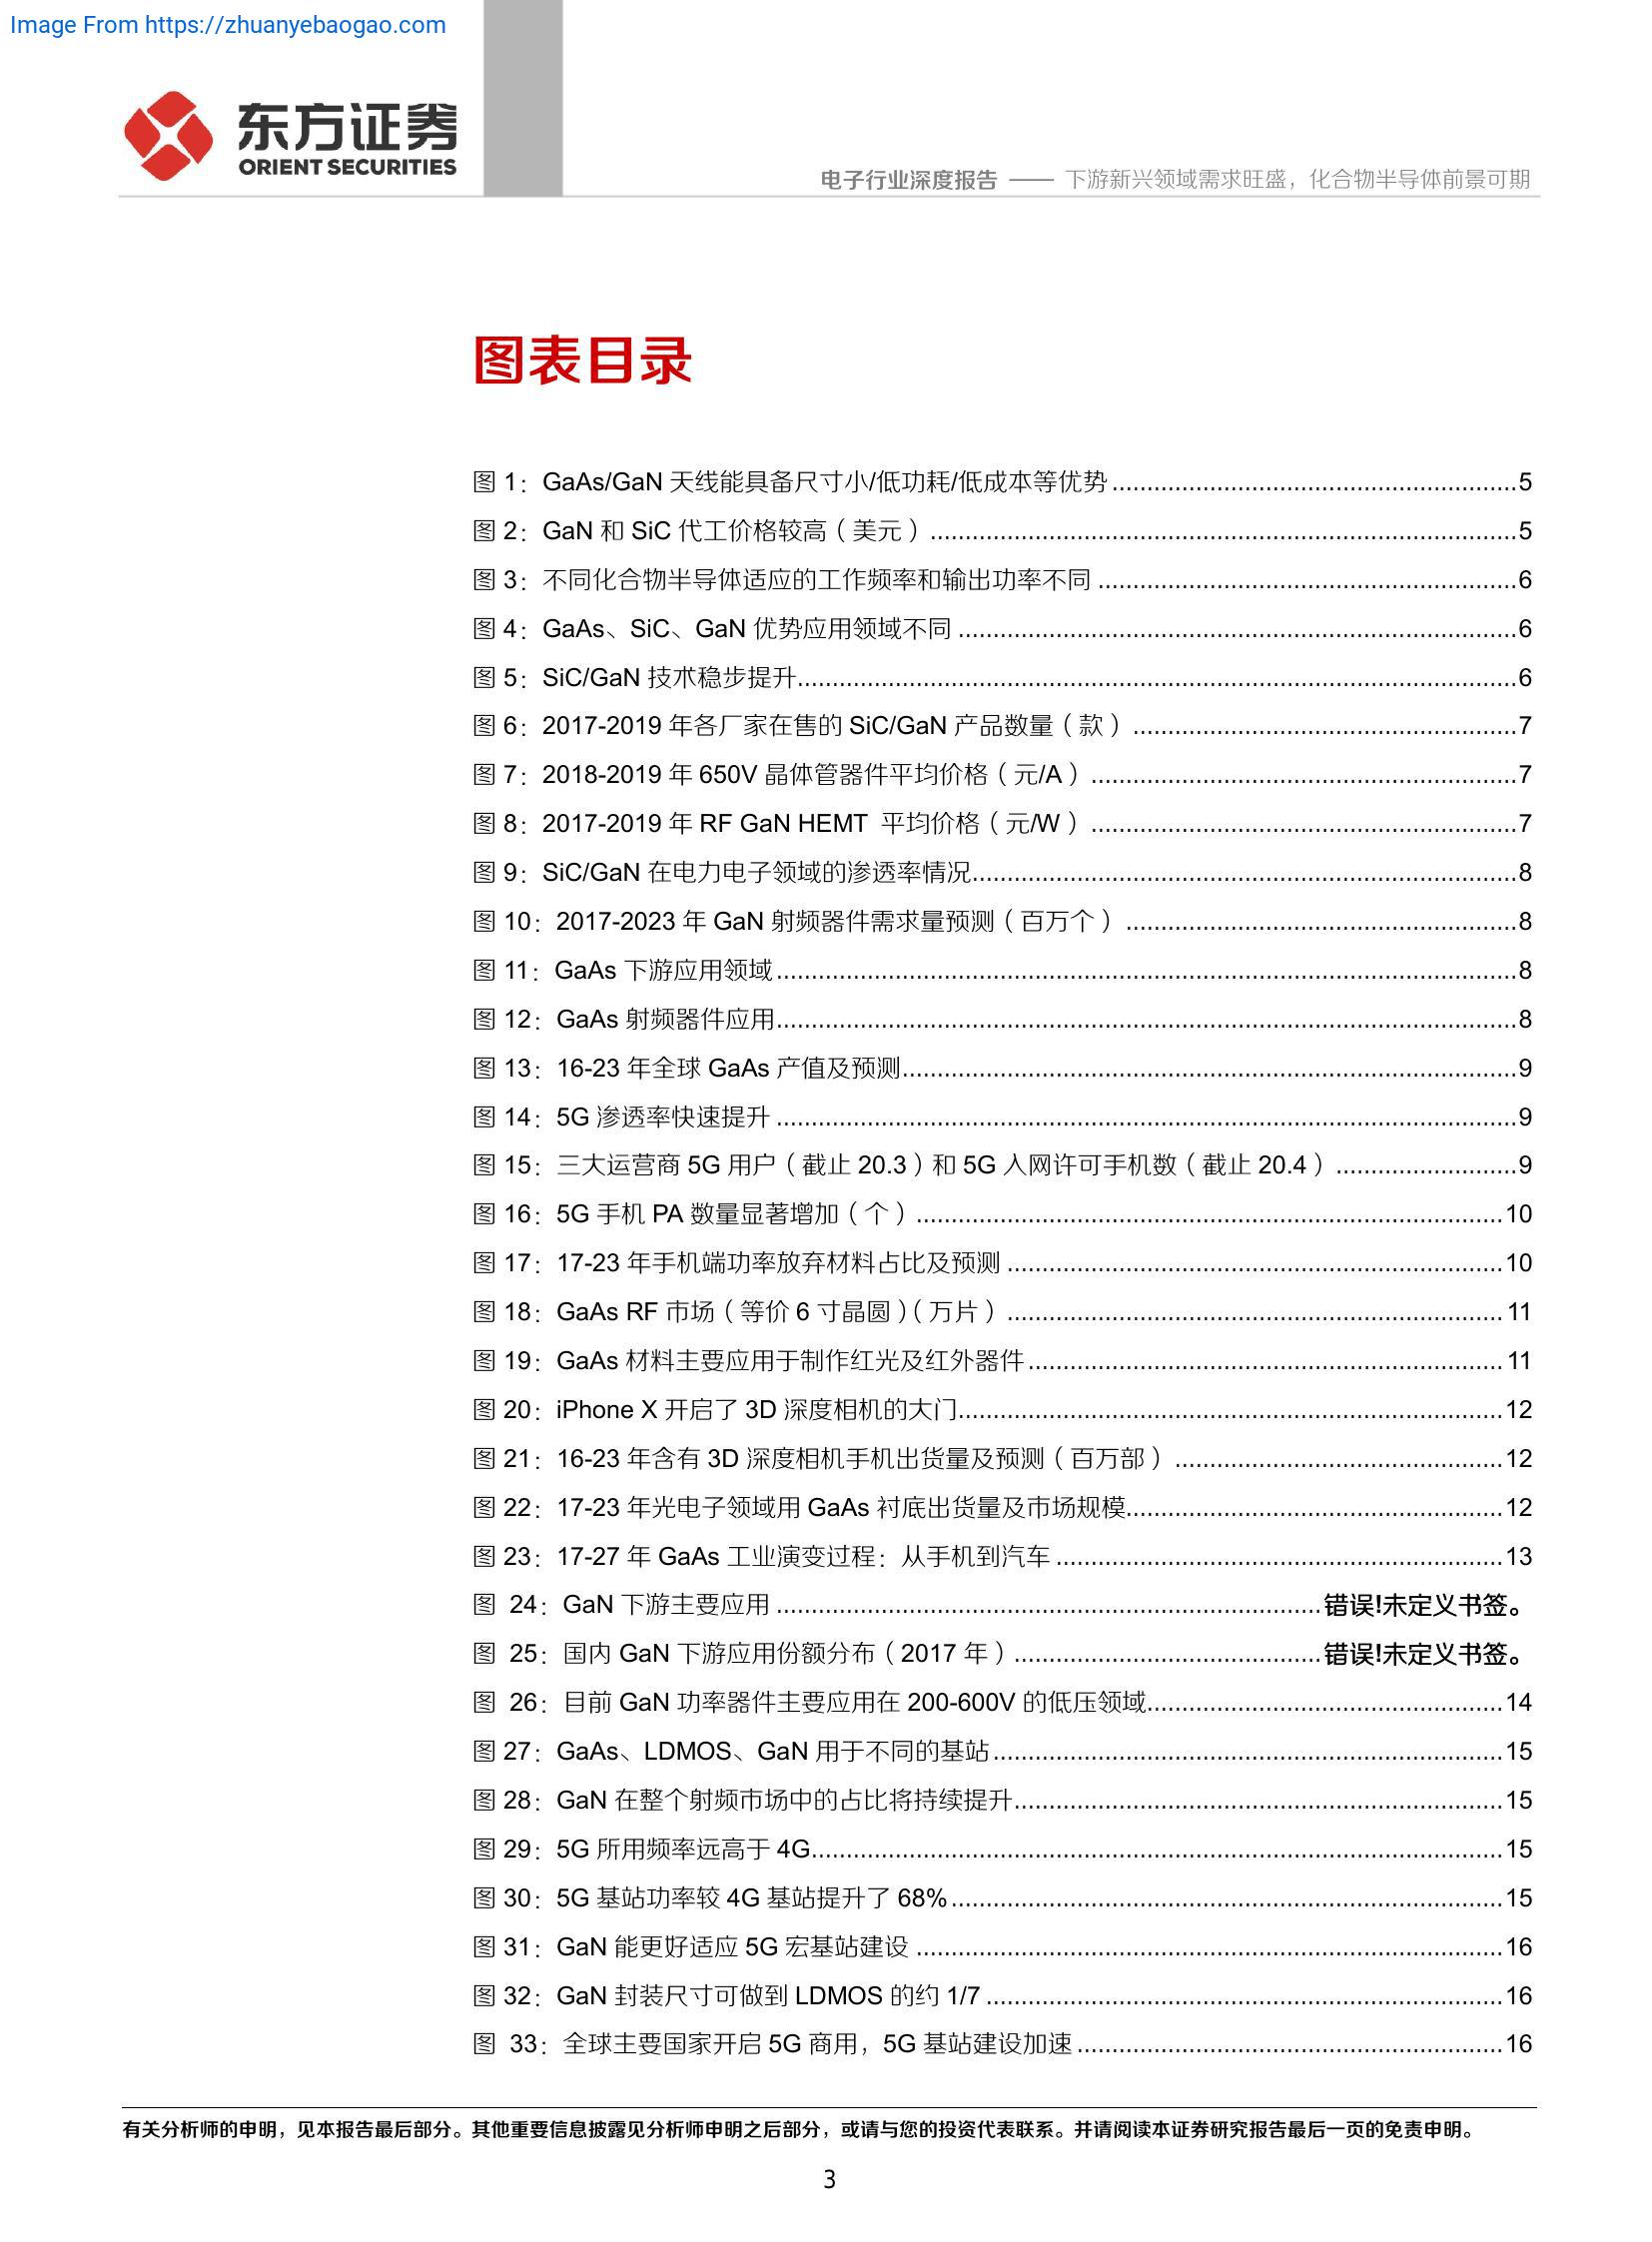 Image From https://zhuanyebaogao.com
东方证券
ORIENT SECURITIES
电子行业深度报告 —— 下游新兴领域需求旺盛，化合物半导体前景可期
图表目录
图 1：GaAs/GaN 天线能具备尺寸小/低功耗/低成本等优势..........................................................5
图 2：GaN 和 SiC 代工价格较高（美元）....................................................................................5
图 3：不同化合物半导体适应的工作频率和输出功率不同............................................................6
图 4：GaAs、SiC、GaN 优势应用领域不同................................................................................6
图 5：SiC/GaN 技术稳步提升.......................................................................................................6
图 6：2017-2019 年各厂家在售的 SiC/GaN 产品数量（款）.......................................................7
图 7：2018-2019 年 650V 晶体管器件平均价格（元/A）.............................................................7
图 8：2017-2019 年 RF GaN HEMT 平均价格（元/W）.............................................................7
图 9：SiC/GaN 在电力电子领域的渗透率情况..............................................................................8
图 10：2017-2023 年 GaN 射频器件需求量预测（百万个）........................................................8
图 11：GaAs 下游应用领域..........................................................................................................8
图 12：GaAs 射频器件应用..........................................................................................................8
图 13：16-23 年全球 GaAs 产值及预测........................................................................................9
图 14：5G 渗透率快速提升..........................................................................................................9
图 15：三大运营商 5G 用户（截止 20.3）和 5G 入网许可手机数（截止 20.4）..........................9
图 16：5G 手机 PA 数量显著增加（个）....................................................................................10
图 17：17-23 年手机端功率放弃材料占比及预测.......................................................................10
图 18：GaAs RF 市场（等价 6 寸晶圆）（万片）.......................................................................11
图 19：GaAs 材料主要应用于制作红光及红外器件....................................................................11
图 20：iPhone X 开启了 3D 深度相机的大门..............................................................................12
图 21：16-23 年含有 3D 深度相机手机出货量及预测（百万部）...............................................12
图 22：17-23 年光电子领域用 GaAs 衬底出货量及市场规模......................................................12
图 23：17-27 年 GaAs 工业演变过程：从手机到汽车................................................................13
图 24：GaN 下游主要应用..............................................................................错误!未定义书签。
图 25：国内 GaN 下游应用份额分布（2017 年）............................................错误!未定义书签。
图 26：目前 GaN 功率器件主要应用在 200-600V 的低压领域...................................................14
图 27：GaAs、LDMOS、GaN 用于不同的基站.........................................................................15
图 28：GaN 在整个射频市场中的占比将持续提升......................................................................15
图 29：5G 所用频率远高于 4G...................................................................................................15
图 30：5G 基站功率较 4G 基站提升了 68%...............................................................................15
图 31：GaN 能更好适应 5G 宏基站建设....................................................................................16
图 32：GaN 封装尺寸可做到 LDMOS 的约 1/7..........................................................................16
图 33：全球主要国家开启 5G 商用，5G 基站建设加速.............................................................16
有关分析师的申明，见本报告最后部分。其他重要信息披露见分析师申明之后部分，或请与您的投资代表联系。并请阅读本证券研究报告最后一页的免责申明。
3